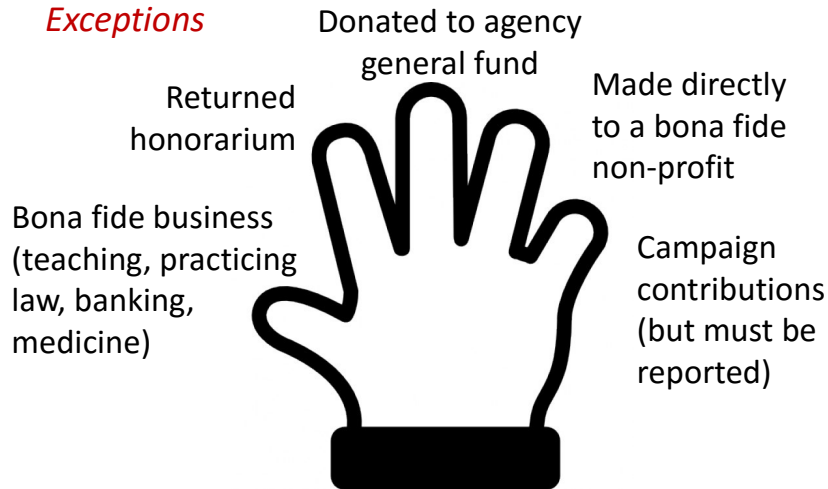 Exceptions
Donated to agency
general fund
Returned
honorarium
Made directly
to a bona fide
non-profit
Bona fide business
(teaching, practicing
law, banking,
medicine)
Campaign
contributions
(but must be
reported)